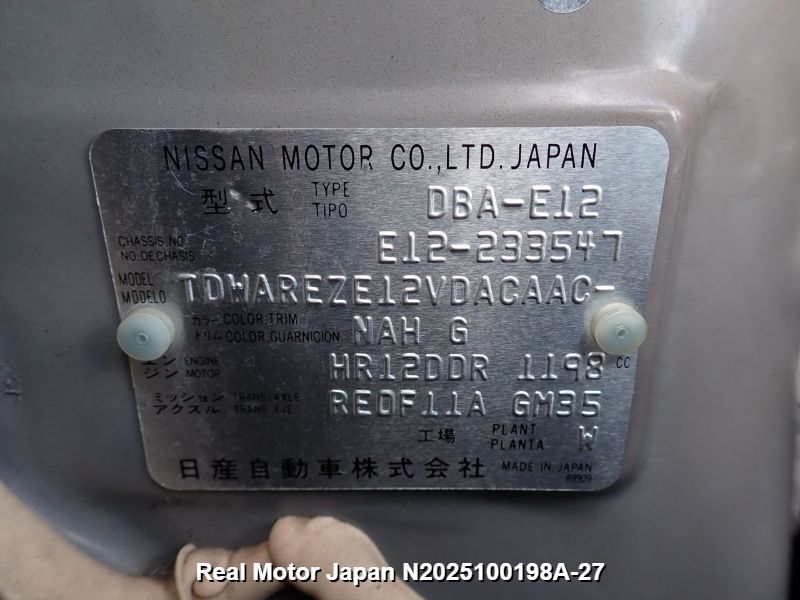 NISSAN MOTOR CO.,LTD. JAPAN
型式 TYPE TIPO DBA-E12
CHASSIS NO. NO. DE CHASIS E12-233547
MODEL MODELO TDWAREZE12VDACAAC-
カラー COLOR, TRIM トリム COLOR, GUARNICION NAH G
エンジン ENGINE MOTOR HR12DDR 1198 CC
ミッション TRANS. AXLE アクスル TRANS. EJE RE0F11A GM35
工場 PLANT PLANTA W
日産自動車株式会社 MADE IN JAPAN
89909
Real Motor Japan N2025100198A-27